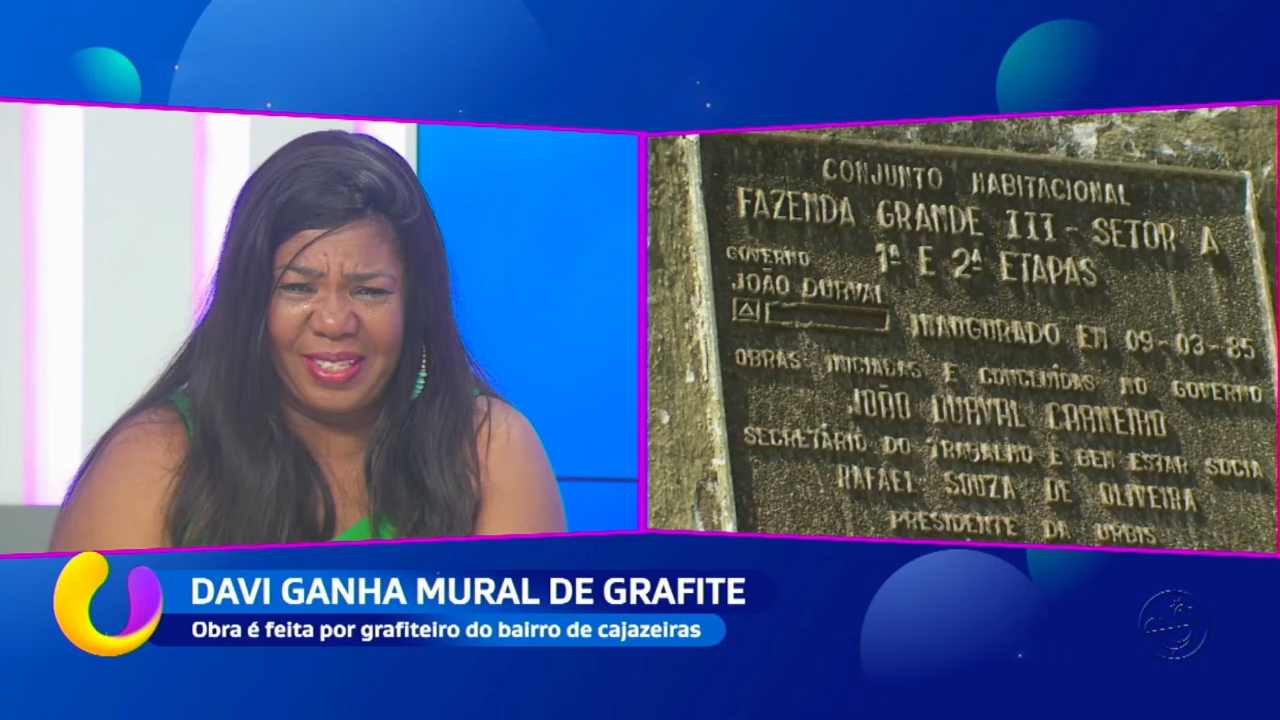 CONJUNTO HABITACIONAL
FAZENDA GRANDE III - SETOR A
1ª E 2ª ETAPAS
GOVERNO
JOÃO DURVAL
INAUGURADO EM 09-03-85
OBRAS INICIADAS E CONCLUÍDAS NO GOVERNO
JOÃO DURVAL CARNEIRO
SECRETÁRIO DO TRABALHO E BEM ESTAR SOCIA
RAFAEL SOUZA DE OLIVEIRA
PRESIDENTE DA URBIS
DAVI GANHA MURAL DE GRAFITE
Obra é feita por grafiteiro do bairro de cajazeiras